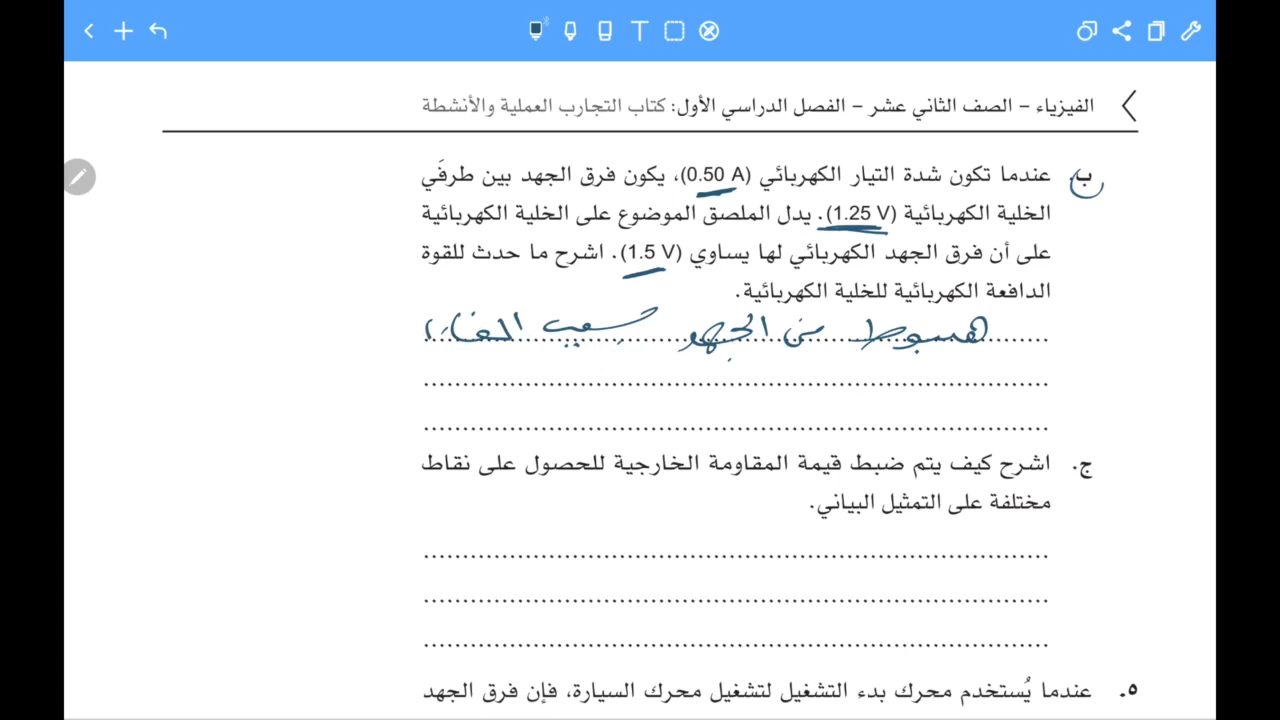 الفيزياء – الصف الثاني عشر – الفصل الدراسي الأول: كتاب التجارب العملية والأنشطة
ب. عندما تكون شدة التيار الكهربائي (0.50 A)، يكون فرق الجهد بين طرفَي
الخلية الكهربائية (1.25 V). يدل الملصق الموضوع على الخلية الكهربائية
على أن فرق الجهد الكهربائي لها يساوي (1.5 V). اشرح ما حدث للقوة
الدافعة الكهربائية للخلية الكهربائية.
هبوط من الجهد بسبب
ج. اشرح كيف يتم ضبط قيمة المقاومة الخارجية للحصول على نقاط
مختلفة على التمثيل البياني.
٥. عندما يُستخدم محرك بدء التشغيل لتشغيل محرك السيارة، فإن فرق الجهد